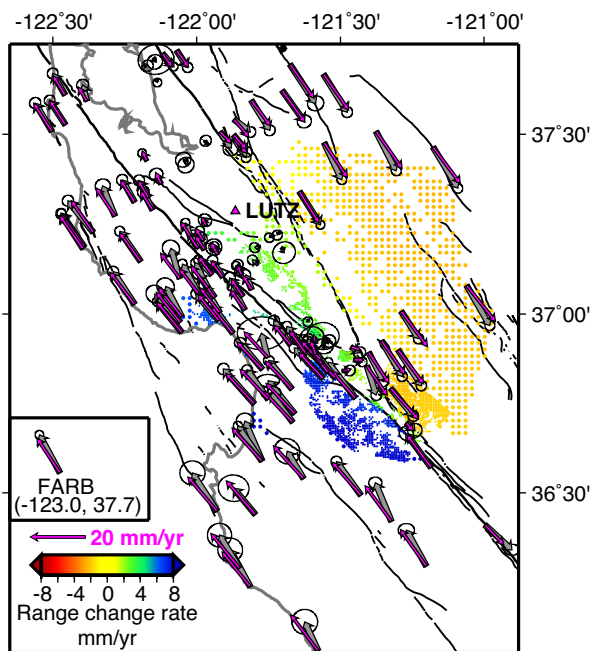 -122˚30' -122˚00' -121˚30' -121˚00'
37˚30'
LUTZ
37˚00'
36˚30'
FARB
(-123.0, 37.7)
20 mm/yr
-8 -4 0 4 8
Range change rate
mm/yr